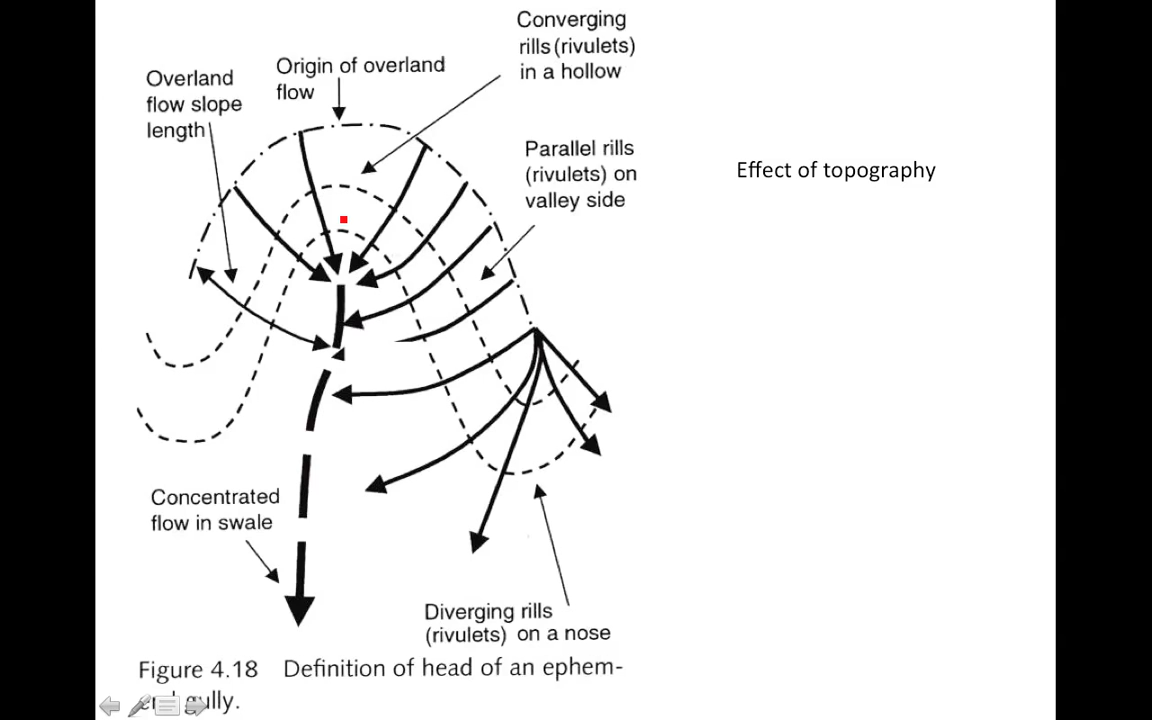 Converging
rills (rivulets)
in a hollow
Origin of overland
flow
Overland
flow slope
length
Parallel rills
(rivulets) on
valley side
Effect of topography
Concentrated
flow in swale
Diverging rills
(rivulets) on a nose
Figure 4.18 Definition of head of an ephem-
gully.